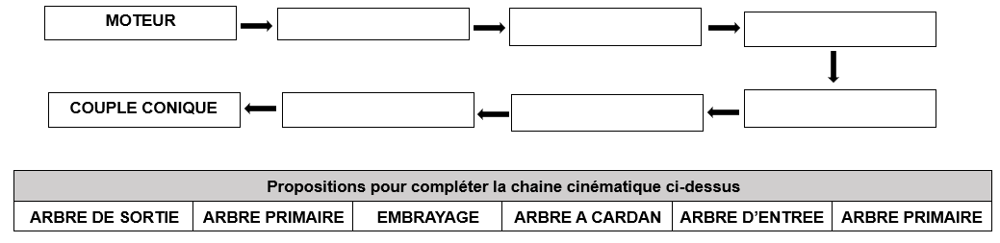 MOTEUR
COUPLE CONIQUE
Propositions pour compléter la chaine cinématique ci-dessus
ARBRE DE SORTIE ARBRE PRIMAIRE EMBRAYAGE ARBRE A CARDAN ARBRE D'ENTREE ARBRE PRIMAIRE